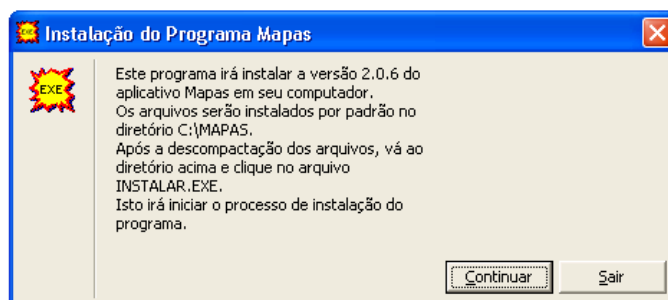 Instalação do Programa Mapas
EXE
Este programa irá instalar a versão 2.0.6 do
aplicativo Mapas em seu computador.
Os arquivos serão instalados por padrão no
diretório C:\MAPAS.
Após a descompactação dos arquivos, vá ao
diretório acima e clique no arquivo
INSTALAR.EXE.
Isto irá iniciar o processo de instalação do
programa.
Continuar
Sair